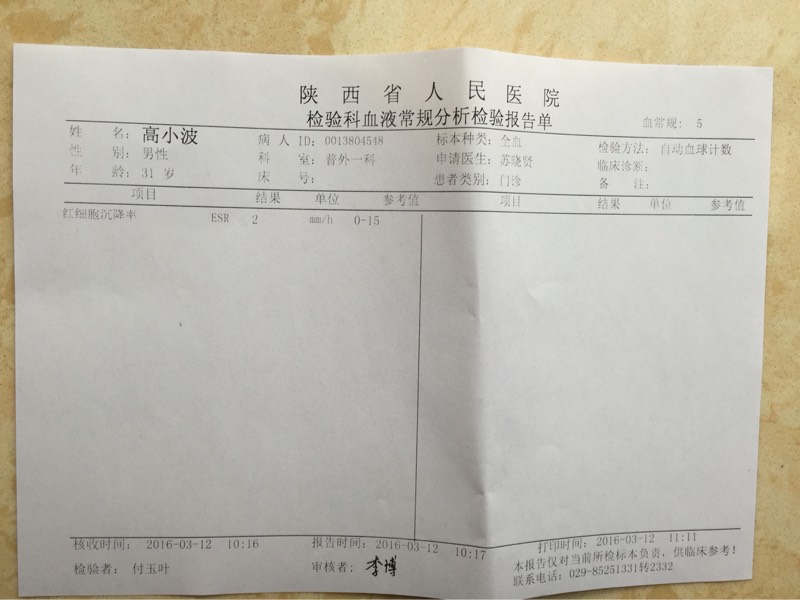 陕西省人民医院
检验科血液常规分析检验报告单
血常规: 5
姓 名: 高小波 病人 ID: 0013804548 标本种类: 全血 检验方法: 自动血球计数
性 别: 男性 科 室: 普外一科 申请医生: 苏晓贤 临床诊断:
年 龄: 31 岁 床 号: 患者类别: 门诊 备 注:
项目 结果 单位 参考值 项目 结果 单位 参考值
红细胞沉降率 ESR 2 mm/h 0-15
核收时间: 2016-03-12 10:16 报告时间: 2016-03-12 10:17 打印时间: 2016-03-12 11:11
检验者: 付玉叶 审核者: 李博 本报告仅对当前所检标本负责,供临床参考!
联系电话: 029-85251331转2332